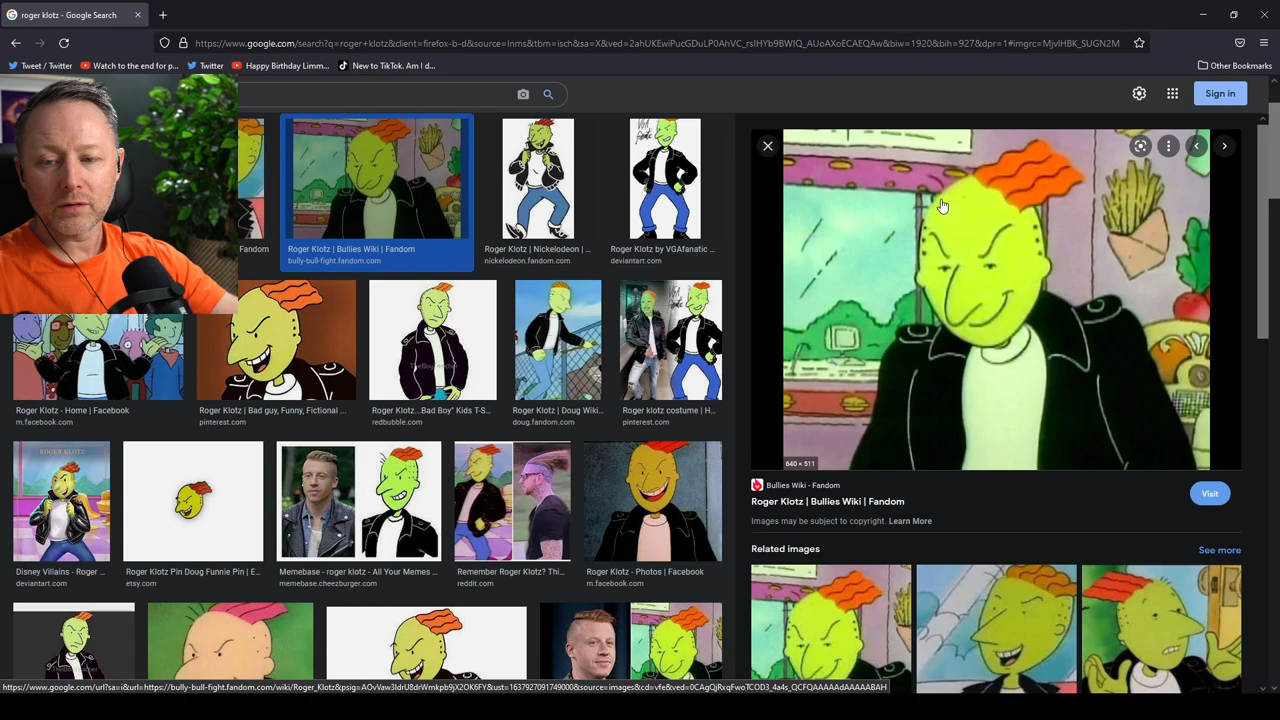 roger klotz - Google Search
https://www.google.com/search?q=roger+klotz&client=firefox-b-d&source=lnms&tbm=isch&sa=X&ved=2ahUKEwiPucGDuLP0AhVC_rsIHYb9BWIQ_AUoAXoECAEQAw&biw=1920&bih=927&dpr=1#imgrc=MjvIHBK_SUGN2M
Tweet / Twitter
Watch to the end for p...
Twitter
Happy Birthday Limm...
New to TikTok. Am I d...
Other Bookmarks
Sign in
Fandom
Roger Klotz | Bullies Wiki | Fandom
bully-bull-fight.fandom.com
Roger Klotz | Nickelodeon | ...
nickelodeon.fandom.com
Roger Klotz by VGAfanatic ...
deviantart.com
Roger Klotz - Home | Facebook
m.facebook.com
Roger Klotz | Bad guy, Funny, Fictional ...
pinterest.com
Roger Klotz...Bad Boy" Kids T-S...
redbubble.com
Roger Klotz | Doug Wiki...
doug.fandom.com
Roger klotz costume | H...
pinterest.com
ROGER KLOTZ
Disney Villains - Roger ...
deviantart.com
Roger Klotz Pin Doug Funnie Pin | E...
etsy.com
Memebase - roger klotz - All Your Memes ...
memebase.cheezburger.com
Remember Roger Klotz? Thi...
reddit.com
Roger Klotz - Photos | Facebook
m.facebook.com
640 × 511
Bullies Wiki - Fandom
Roger Klotz | Bullies Wiki | Fandom
Visit
Images may be subject to copyright. Learn More
Related images
See more